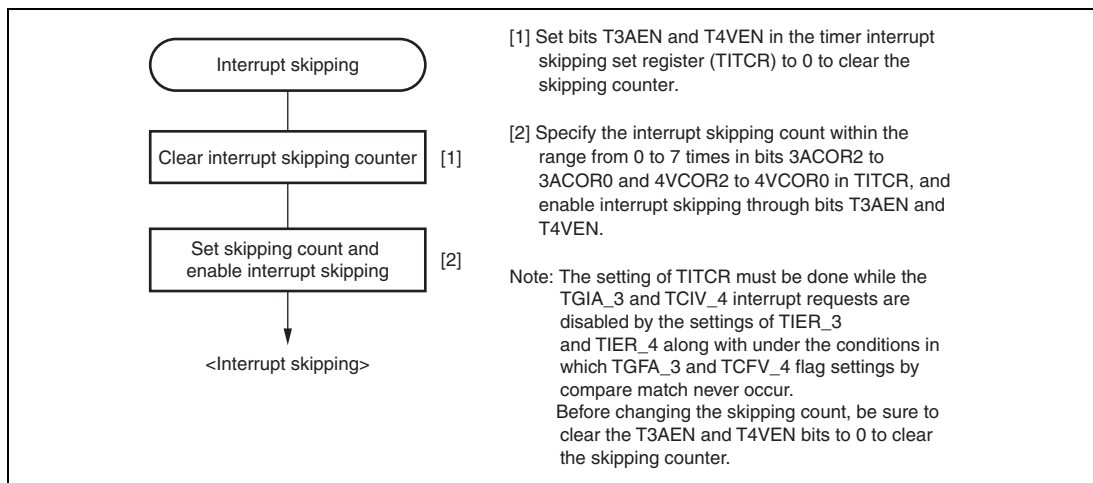 Interrupt skipping
Clear interrupt skipping counter
[1]
Set skipping count and
enable interrupt skipping
[2]
<Interrupt skipping>
[1] Set bits T3AEN and T4VEN in the timer interrupt
skipping set register (TITCR) to 0 to clear the
skipping counter.
[2] Specify the interrupt skipping count within the
range from 0 to 7 times in bits 3ACOR2 to
3ACOR0 and 4VCOR2 to 4VCOR0 in TITCR, and
enable interrupt skipping through bits T3AEN and
T4VEN.
Note: The setting of TITCR must be done while the
TGIA_3 and TCIV_4 interrupt requests are
disabled by the settings of TIER_3
and TIER_4 along with under the conditions in
which TGFA_3 and TCFV_4 flag settings by
compare match never occur.
Before changing the skipping count, be sure to
clear the T3AEN and T4VEN bits to 0 to clear
the skipping counter.